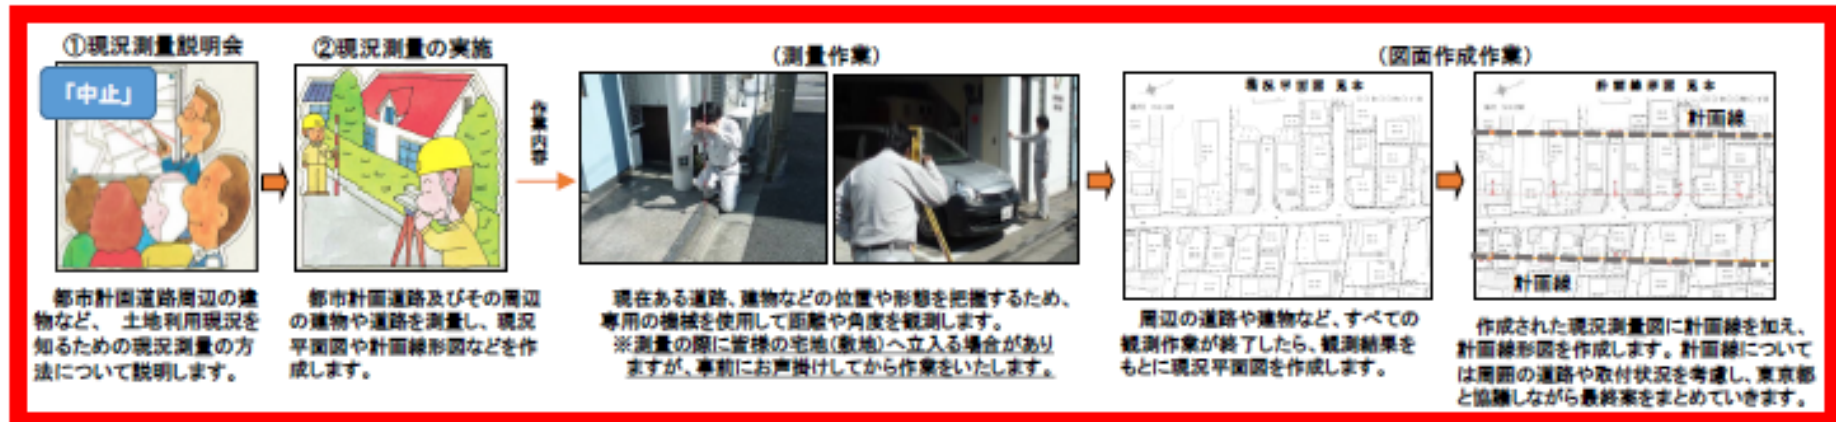 ①現況測量説明会
「中止」
都市計画道路周辺の建
物など、 土地利用現況を
知るための現況測量の方
法について説明します。
②現況測量の実施
都市計画道路及びその周辺
の建物や道路を測量し、現況
平面図や計画線形図などを作
成します。
作業内容
(測量作業)
現在ある道路、建物などの位置や形態を把握するため、
専用の機械を使用して距離や角度を観測します。
※測量の際に皆様の宅地(敷地)へ立入る場合があり
ますが、事前にお声掛けしてから作業をいたします。
(図面作成作業)
現況平面図 見本
周辺の道路や建物など、すべての
観測作業が終了したら、観測結果を
もとに現況平面図を作成します。
計画線形図 見本
計画線
計画線
作成された現況測量図に計画線を加え、
計画線形図を作成します。計画線について
は周囲の道路や取付状況を考慮し、東京都
と協議しながら最終案をまとめていきます。